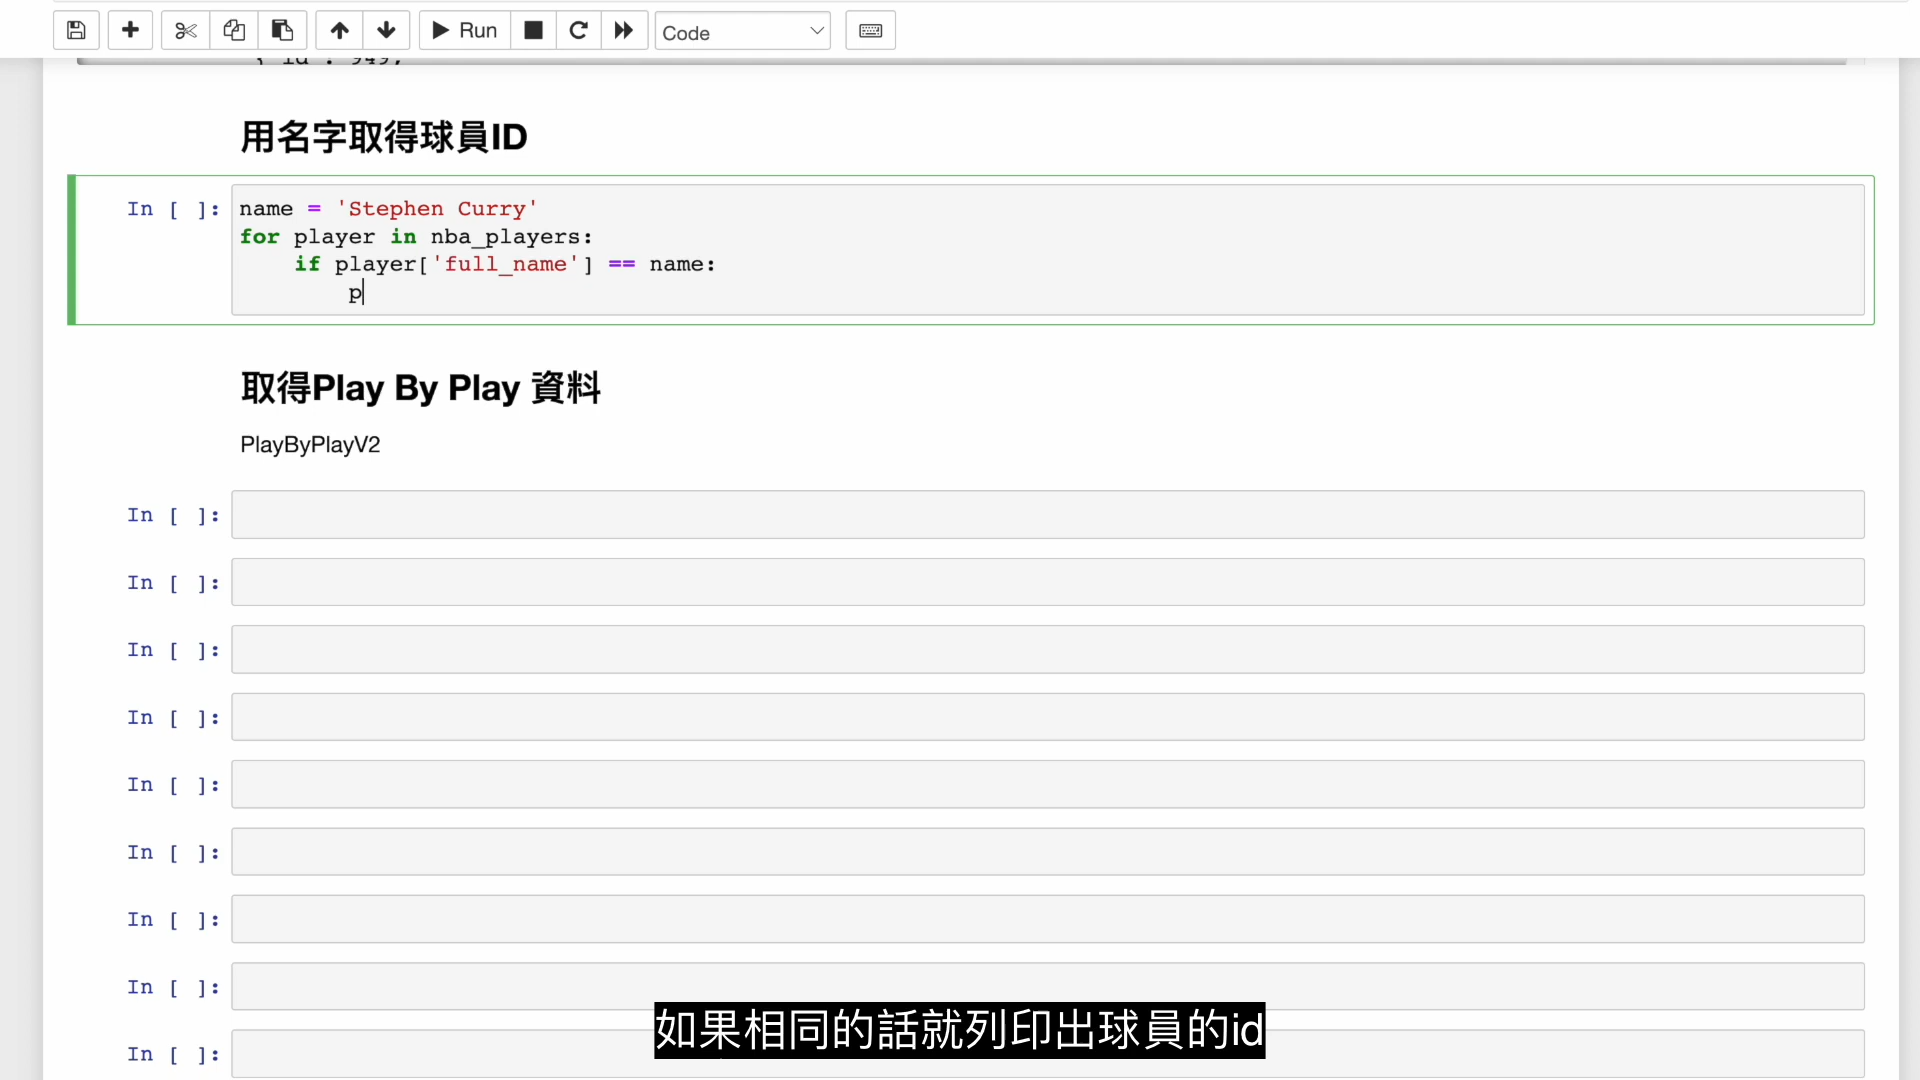 Run
Code
{'id': 949,
用名字取得球員ID
In [ ]:
name = 'Stephen Curry'
for player in nba_players:
    if player['full_name'] == name:
        p
取得Play By Play 資料
PlayByPlayV2
In [ ]:
In [ ]:
In [ ]:
In [ ]:
In [ ]:
In [ ]:
In [ ]:
In [ ]:
In [ ]:
如果相同的話就列印出球員的id